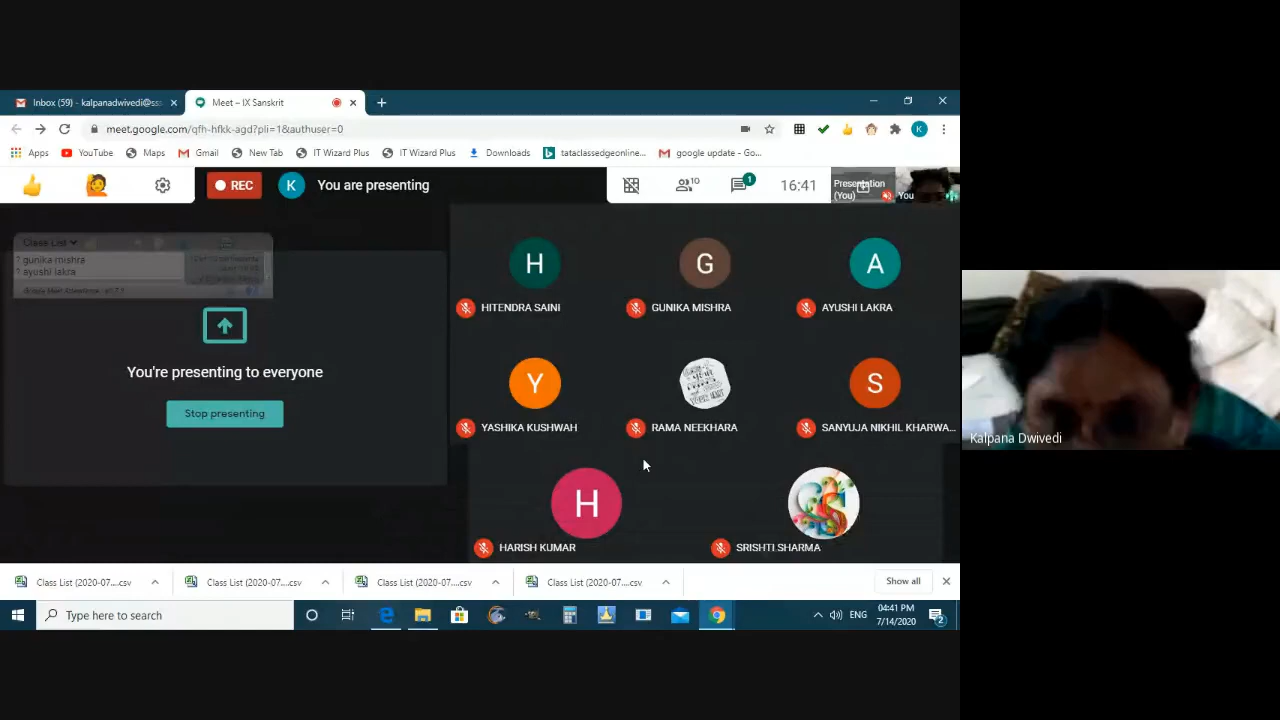 Inbox (59) - kalpanadwivedi@ss
Meet – IX Sanskrit
meet.google.com/qfh-hfkk-agd?pli=1&authuser=0
K
Apps
YouTube
Maps
Gmail
New Tab
IT Wizard Plus
IT Wizard Plus
Downloads
tataclassedgeonline...
google update - Go...
REC
K
You are presenting
10
1
16:41
Presentation
(You)
You
Class List
? gunika mishra
? ayushi lakra
You're presenting to everyone
Stop presenting
H
HITENDRA SAINI
G
GUNIKA MISHRA
A
AYUSHI LAKRA
Y
YASHIKA KUSHWAH
RAMA NEEKHARA
S
SANYUJA NIKHIL KHARWA...
H
HARISH KUMAR
SRISHTI SHARMA
Kalpana Dwivedi
Class List (2020-07....csv
Class List (2020-07....csv
Class List (2020-07....csv
Class List (2020-07....csv
Show all
Type here to search
ENG
04:41 PM
7/14/2020
2